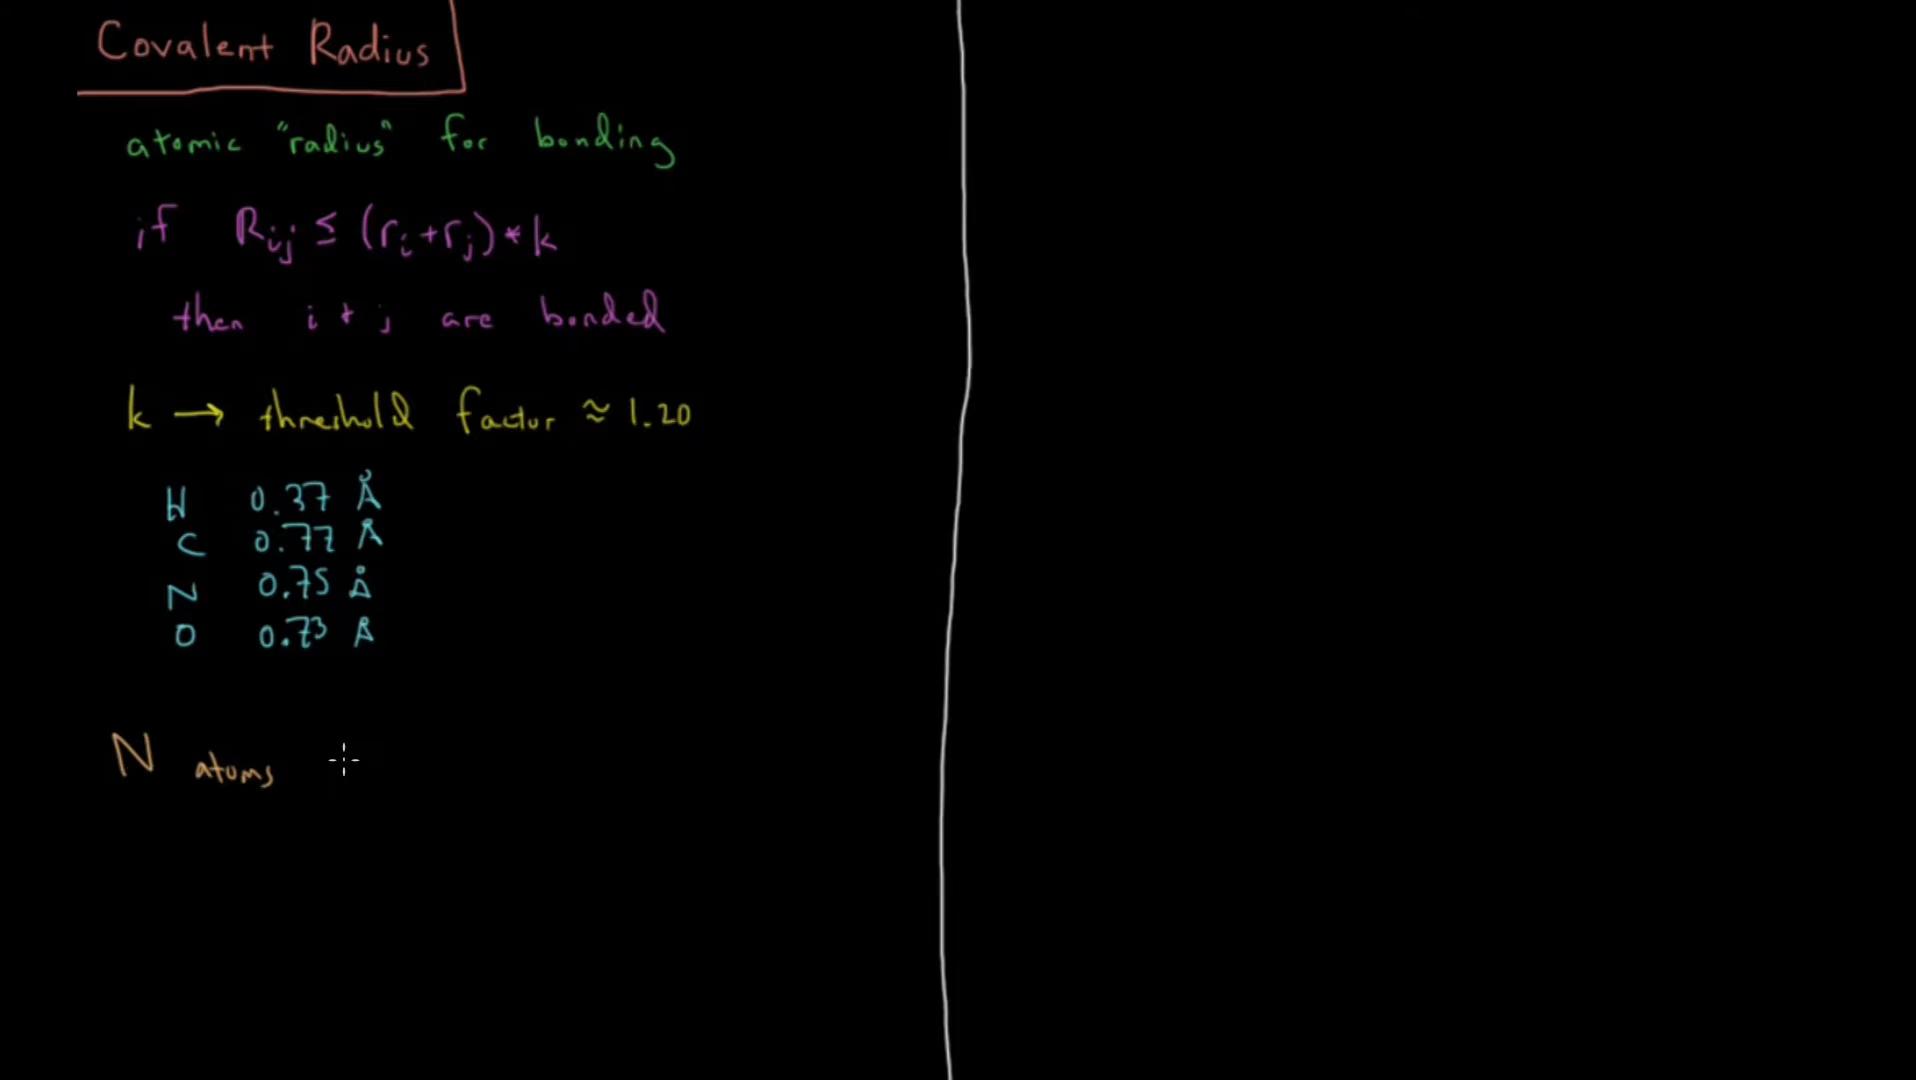 Covalent Radius
atomic "radius" for bonding
if Rij ≤ (ri+rj) * k
then i + j are bonded
k → threshold factor ≈ 1.20
H 0.37 Å
C 0.77 Å
N 0.75 Å
O 0.73 Å
N atoms